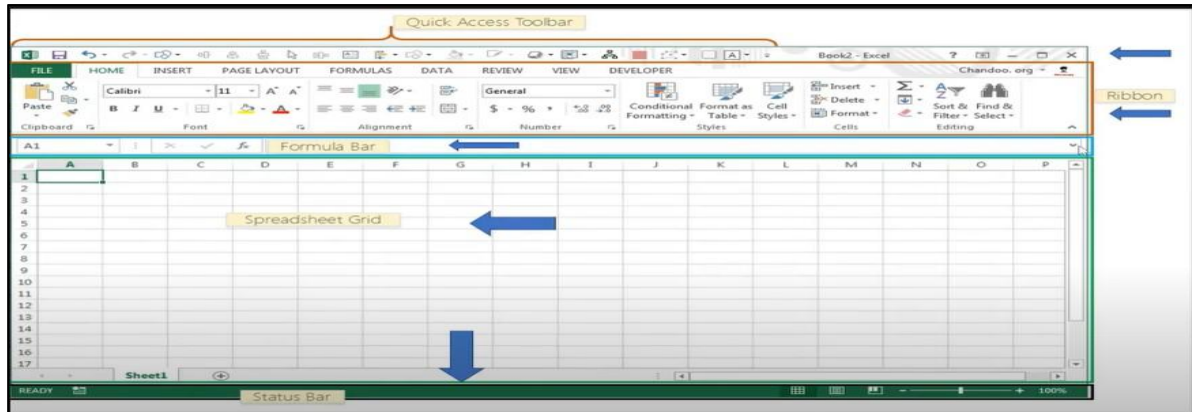 Quick Access Toolbar
Book2 - Excel
FILE HOME INSERT PAGE LAYOUT FORMULAS DATA REVIEW VIEW DEVELOPER Chandoo. org
Ribbon
Paste Calibri 11 A A General Conditional Format as Cell Insert Σ Sort & Find &
B I U A $ % , Formatting Table Styles Delete Filter Select
Format
Clipboard Font Alignment Number Styles Cells Editing
A1 fx Formula Bar
A B C D E F G H I J K L M N O P
1
2
3
4
Spreadsheet Grid
5
6
7
8
9
10
11
12
13
14
15
16
17
Sheet1
READY 100%
Status Bar